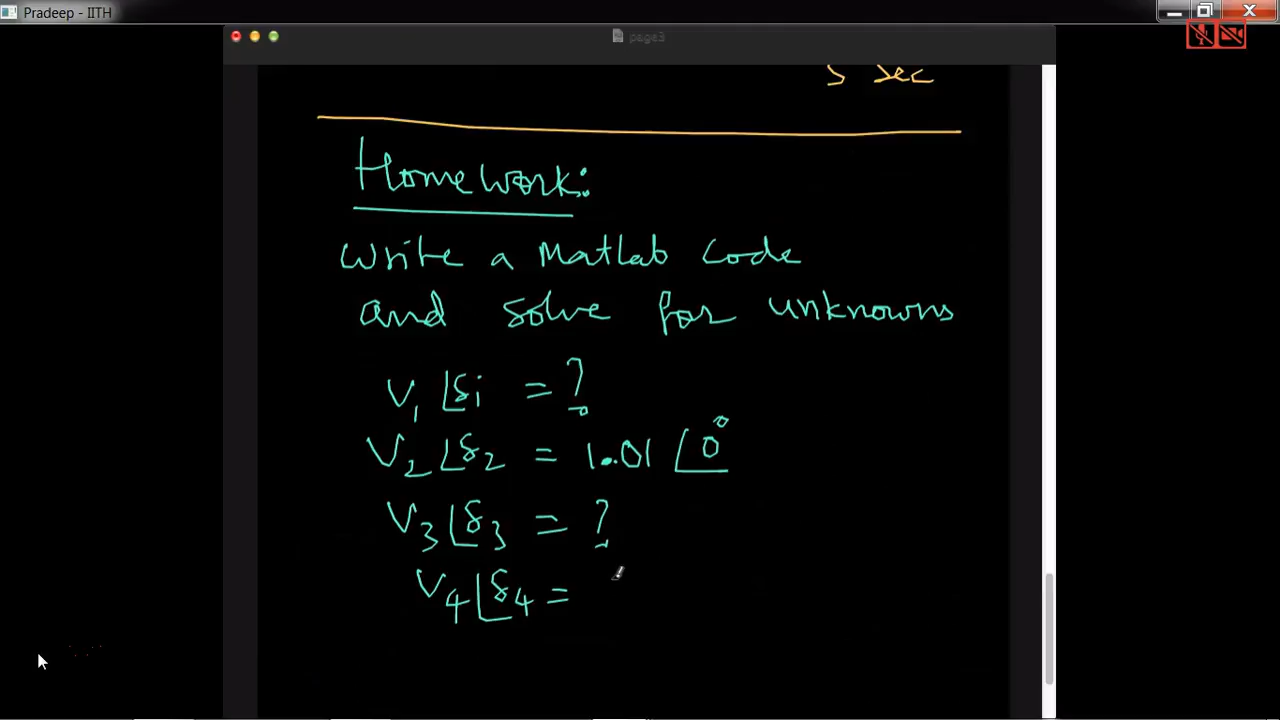 Pradeep - IITH
page3
5 Sec
Homework:
Write a Matlab Code
and solve for unknowns
V₁ ∠δ₁ = ?
V₂ ∠δ₂ = 1.01 ∠0°
V₃ ∠δ₃ = ?
V₄ ∠δ₄ =